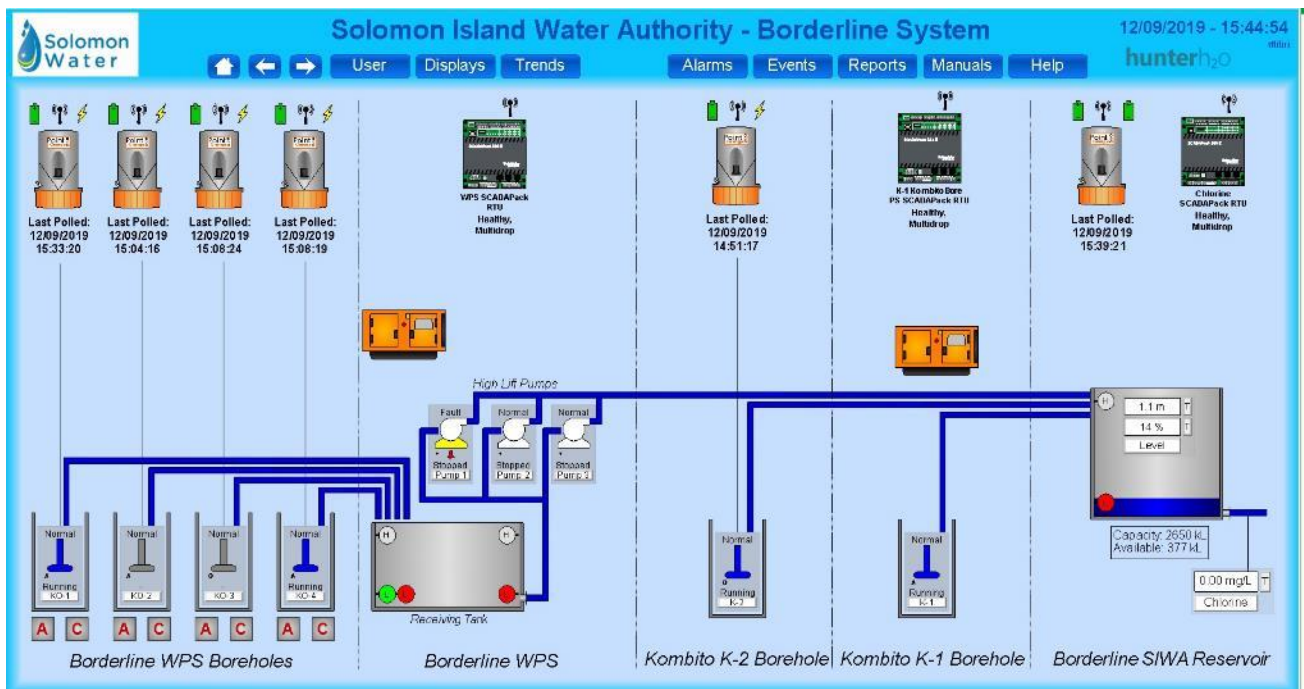 Solomon
Water
Solomon Island Water Authority - Borderline System
12/09/2019 - 15:44:54
hunterh2o
User
Displays
Trends
Alarms
Events
Reports
Manuals
Help
Last Polled:
12/09/2019
15:33:20
Last Polled:
12/09/2019
15:04:16
Last Polled:
12/09/2019
15:08:24
Last Polled:
12/09/2019
15:08:19
WPS SCADAPack
RTU
Healthy,
Multidrop
Last Polled:
12/09/2019
14:51:17
K-1 Kombito Bore
PS SCADAPack RTU
Healthy,
Multidrop
Last Polled:
12/09/2019
15:39:21
Chlorine
SCADAPack RTU
Healthy,
Multidrop
High Lift Pumps
Fault
Stopped
Pump 1
Normal
Stopped
Pump 2
Normal
Stopped
Pump 3
H
1.1 m
T
14 %
T
Level
Capacity: 2650 kL
Available: 377 kL
0.00 mg/L
T
Chlorine
Normal
A
Running
KO-1
Normal
A
KO-2
Normal
KO-3
Normal
A
Running
KO-4
H
H
Receiving Tank
Normal
Running
Normal
Running
K-1
A
C
A
C
A
C
A
C
Borderline WPS Boreholes
Borderline WPS
Kombito K-2 Borehole
Kombito K-1 Borehole
Borderline SIWA Reservoir